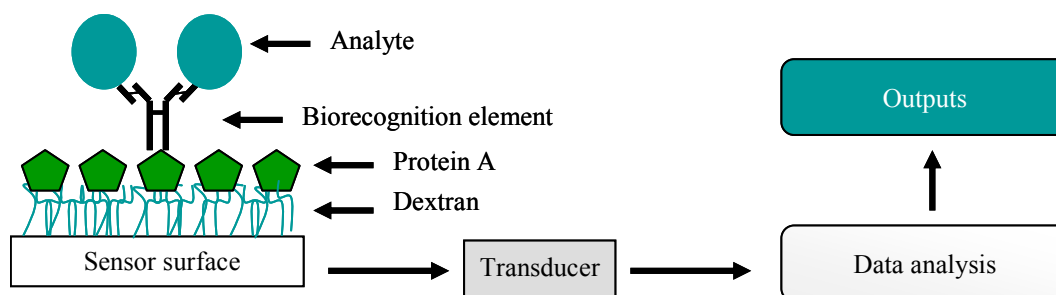 Analyte
Outputs
Biorecognition element
Protein A
Dextran
Sensor surface
Transducer
Data analysis